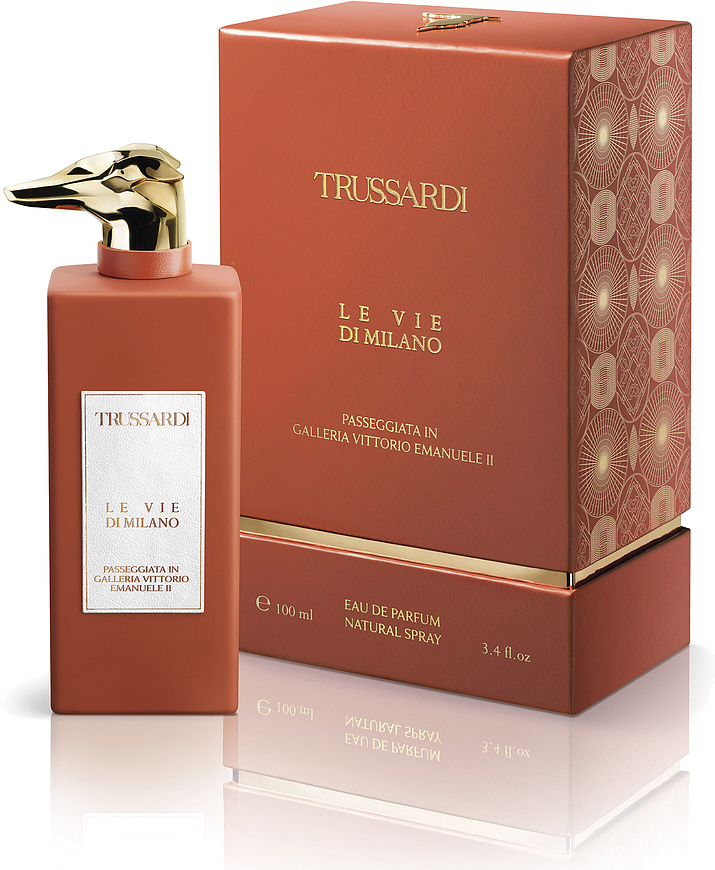 TRUSSARDI
LE VIE
DI MILANO
PASSEGGIATA IN
GALLERIA VITTORIO
EMANUELE II
TRUSSARDI
LE VIE
DI MILANO
PASSEGGIATA IN
GALLERIA VITTORIO EMANUELE II
℮ 100 ml
EAU DE PARFUM
NATURAL SPRAY
3.4 fl.oz